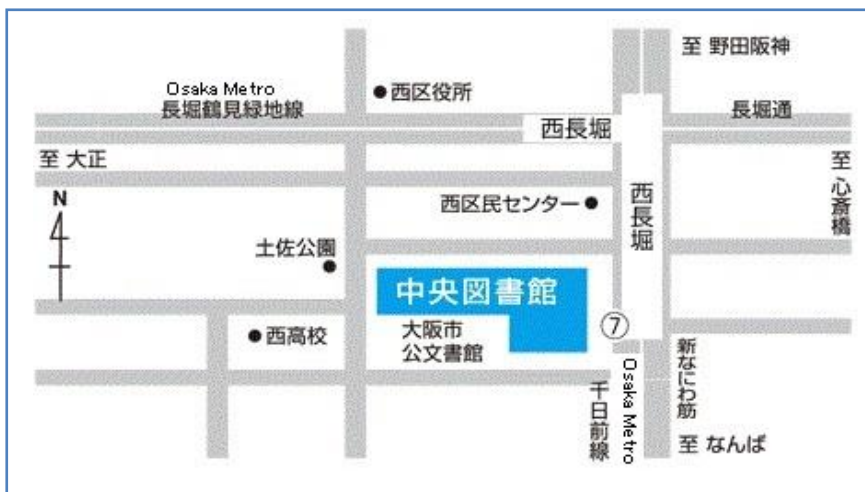 至 野田阪神
Osaka Metro
長堀鶴見緑地線
西区役所
西長堀
長堀通
至 大正
至 心斎橋
N
西区民センター
西長堀
土佐公園
中央図書館
西高校
大阪市
公文書館
⑦
新なにわ筋
千日前線
Osaka Metro
至 なんば